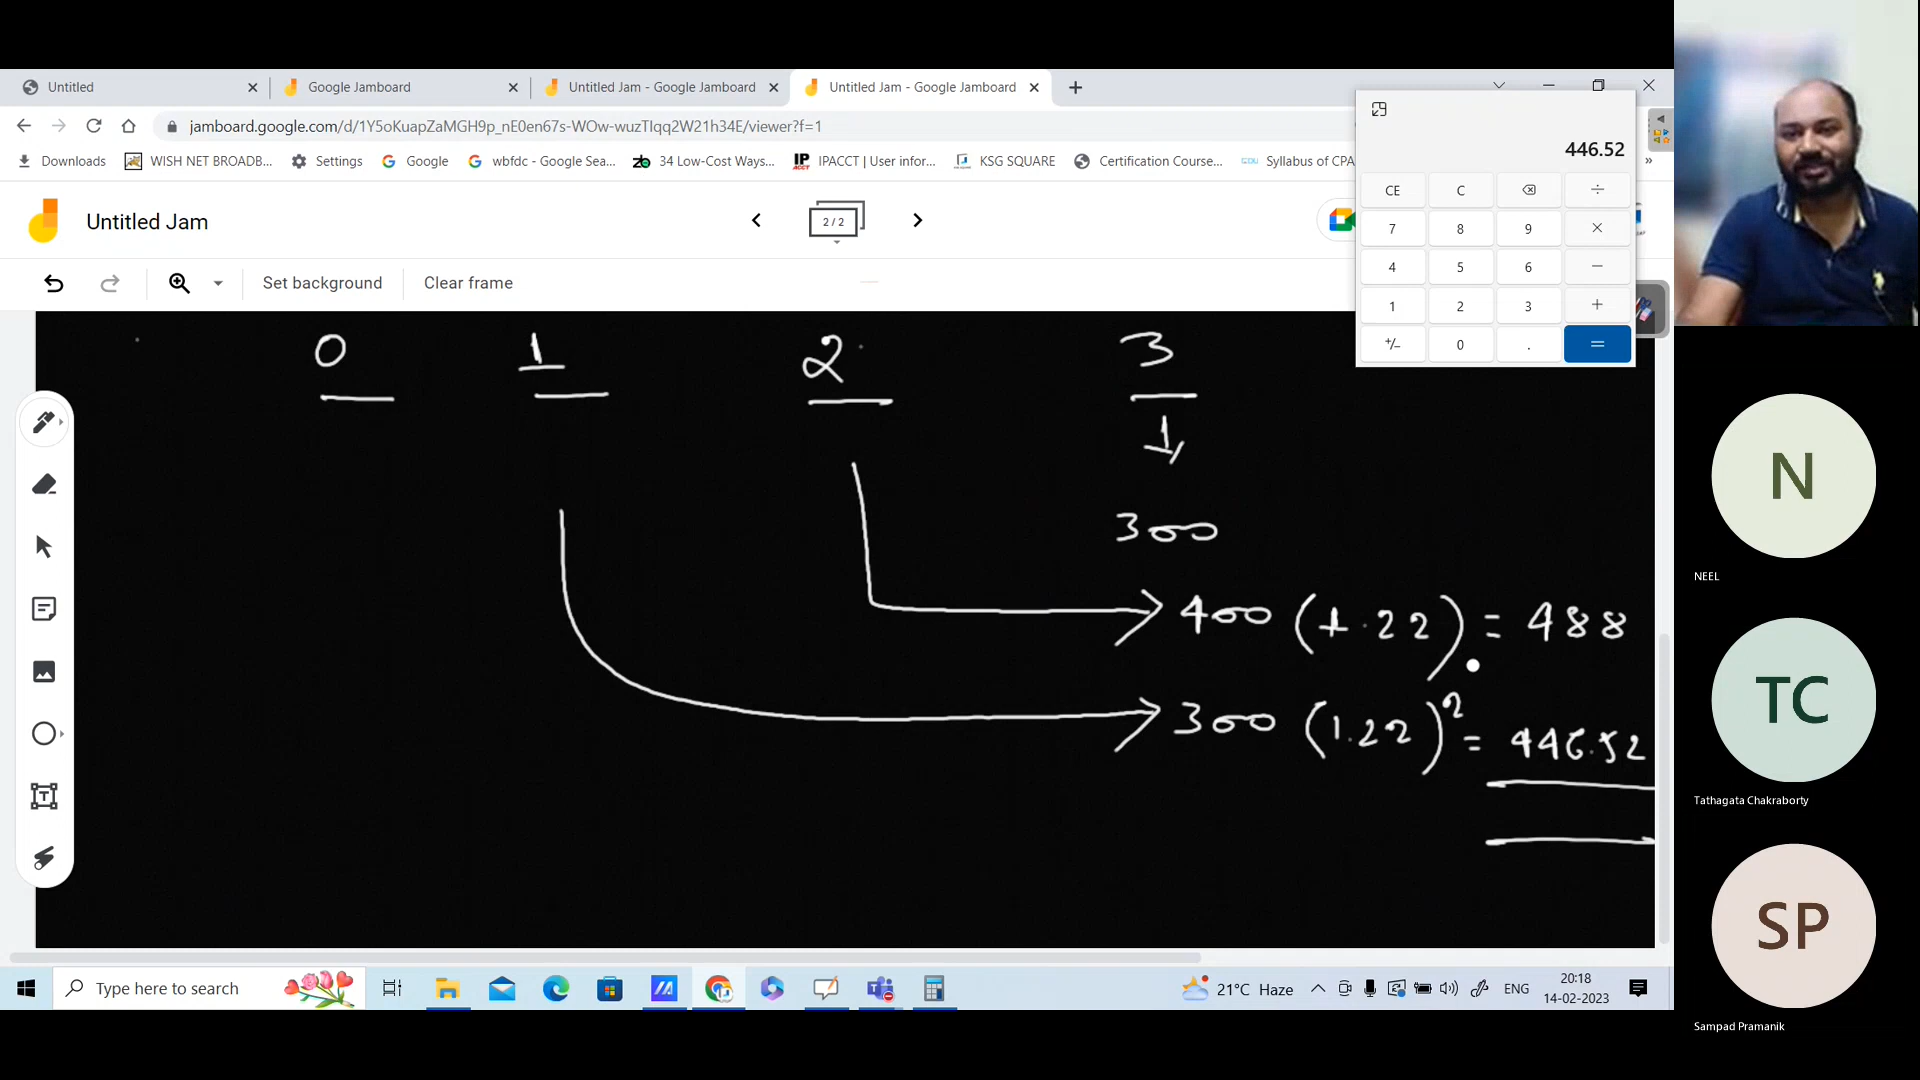 Untitled
Google Jamboard
Untitled Jam - Google Jamboard
Untitled Jam - Google Jamboard
jamboard.google.com/d/1Y5oKuapZaMGH9p_nE0en67s-WOw-wuzTIqq2W21h34E/viewer?f=1
Downloads
WISH NET BROADB...
Settings
Google
wbfdc - Google Sea...
34 Low-Cost Ways...
IPACCT | User infor...
KSG SQUARE
Certification Course...
Syllabus of CPA
»
446.52
CE C ÷
7 8 9 ×
4 5 6 −
1 2 3 +
+/− 0 . =
Untitled Jam
2 / 2
Set background
Clear frame
0 1 2 3
1,
300
400 (1.22) = 488
300 (1.22)² = 446.52
N
NEEL
TC
Tathagata Chakraborty
SP
Sampad Pramanik
Type here to search
21°C Haze
ENG
20:18
14-02-2023